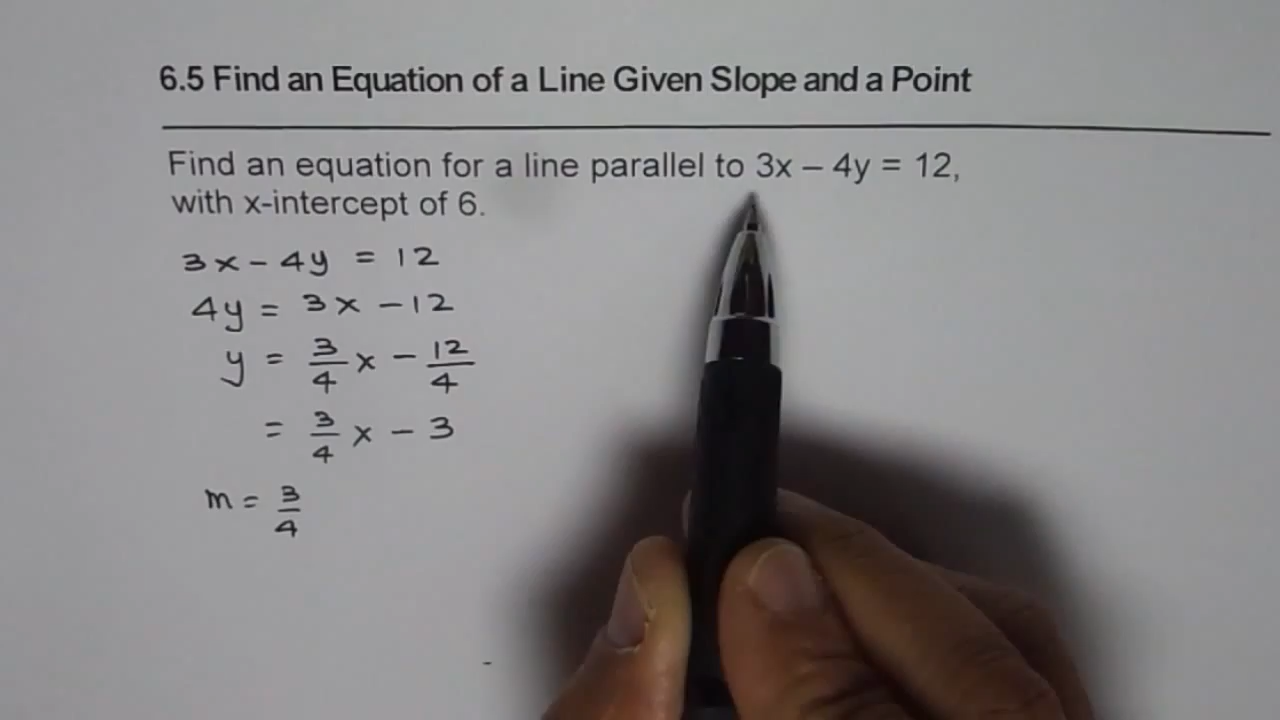 6.5 Find an Equation of a Line Given Slope and a Point
Find an equation for a line parallel to 3x – 4y = 12,
with x-intercept of 6.
3x - 4y = 12
4y = 3x - 12
y = 3/4 x - 12/4
= 3/4 x - 3
m = 3/4